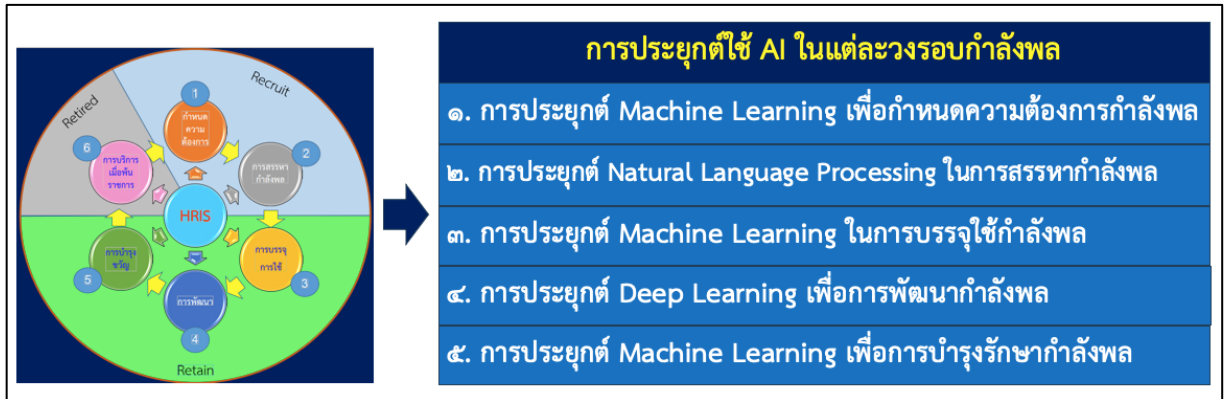 Retired
Recruit
1
กำหนด
ความ
ต้องการ
2
การสรรหา
กำลังพล
6
การบริการ
เมื่อพ้น
ราชการ
HRIS
การบำรุง
ขวัญ
5
การบรรจุ
การใช้
3
การพัฒนา
4
Retain
การประยุกต์ใช้ AI ในแต่ละวงรอบกำลังพล
๑. การประยุกต์ Machine Learning เพื่อกำหนดความต้องการกำลังพล
๒. การประยุกต์ Natural Language Processing ในการสรรหากำลังพล
๓. การประยุกต์ Machine Learning ในการบรรจุใช้กำลังพล
๔. การประยุกต์ Deep Learning เพื่อการพัฒนากำลังพล
๕. การประยุกต์ Machine Learning เพื่อการบำรุงรักษากำลังพล